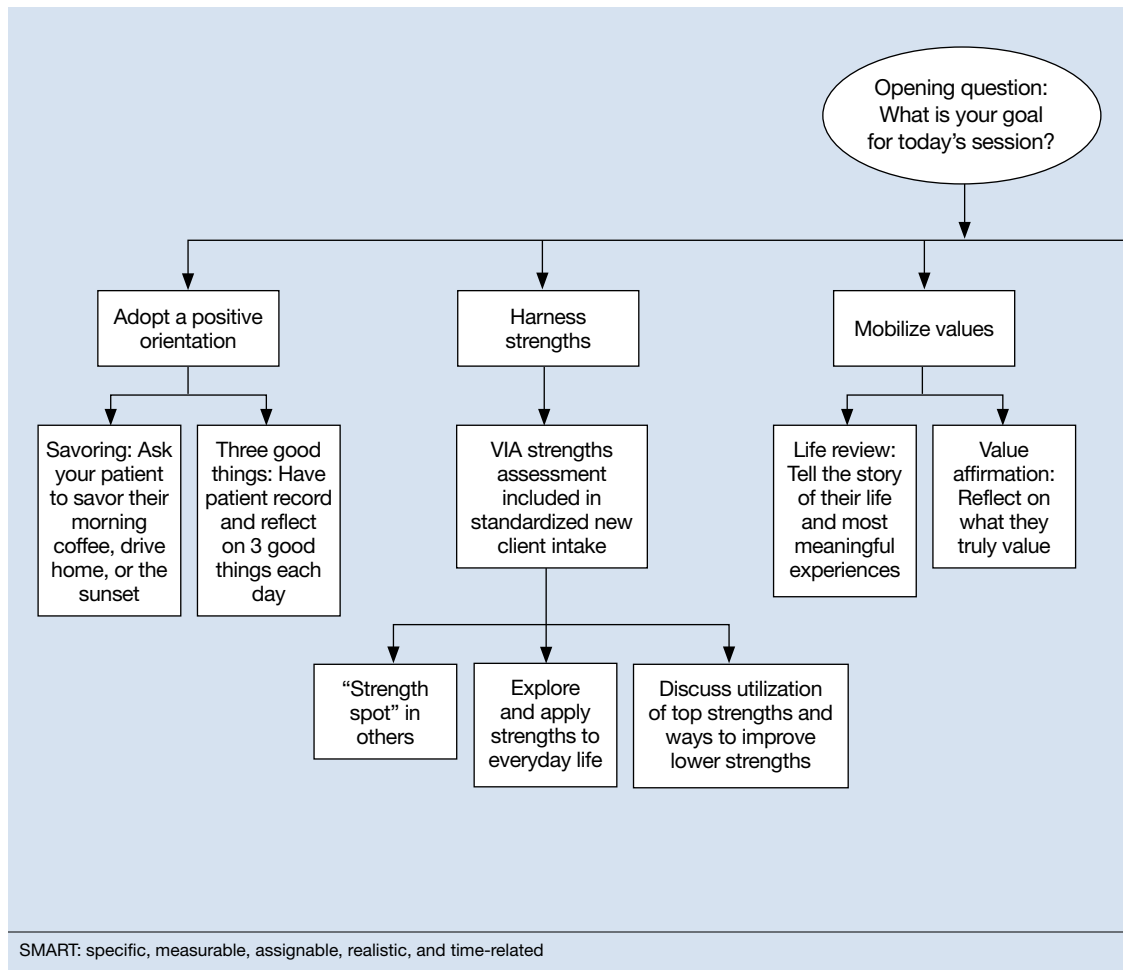 Opening question:
What is your goal
for today’s session?
Adopt a positive
orientation
Harness
strengths
Mobilize values
Savoring: Ask
your patient
to savor their
morning
coffee, drive
home, or the
sunset
Three good
things: Have
patient record
and reflect
on 3 good
things each
day
VIA strengths
assessment
included in
standardized new
client intake
Life review:
Tell the story
of their life
and most
meaningful
experiences
Value
affirmation:
Reflect on
what they
truly value
“Strength
spot” in
others
Explore
and apply
strengths to
everyday life
Discuss utilization
of top strengths and
ways to improve
lower strengths
SMART: specific, measurable, assignable, realistic, and time-related